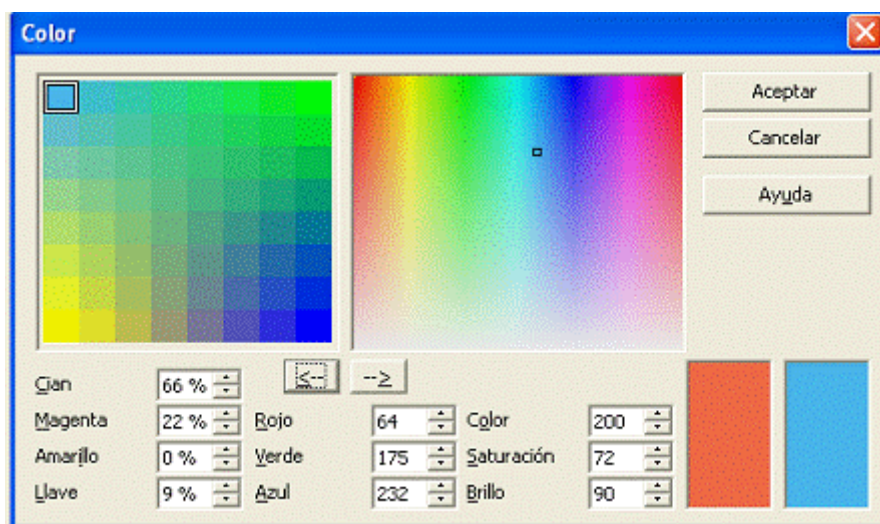 Color
Aceptar
Cancelar
Ayuda
<-- -->
Cian 66 %
Magenta 22 % Rojo 64 Color 200
Amarillo 0 % Verde 175 Saturación 72
Llave 9 % Azul 232 Brillo 90